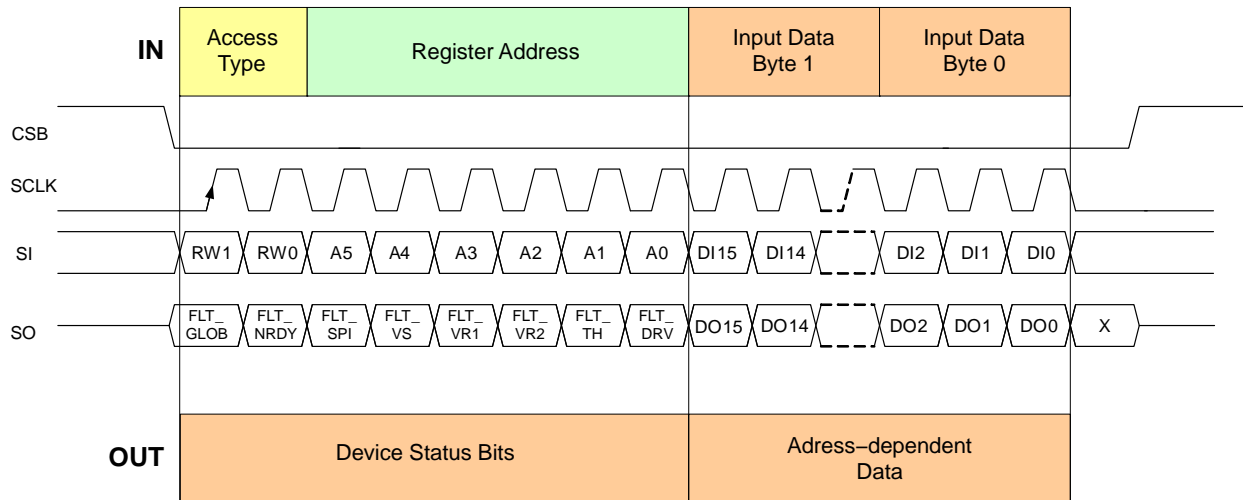 IN
Access
Type
Register Address
Input Data
Byte 1
Input Data
Byte 0
CSB
SCLK
SI
RW1 RW0 A5 A4 A3 A2 A1 A0 DI15 DI14 DI2 DI1 DI0
SO
FLT_ FLT_ FLT_ FLT_ FLT_ FLT_ FLT_ FLT_
GLOB NRDY SPI VS VR1 VR2 TH DRV DO15 DO14 DO2 DO1 DO0 X
OUT
Device Status Bits
Adress–dependent
Data